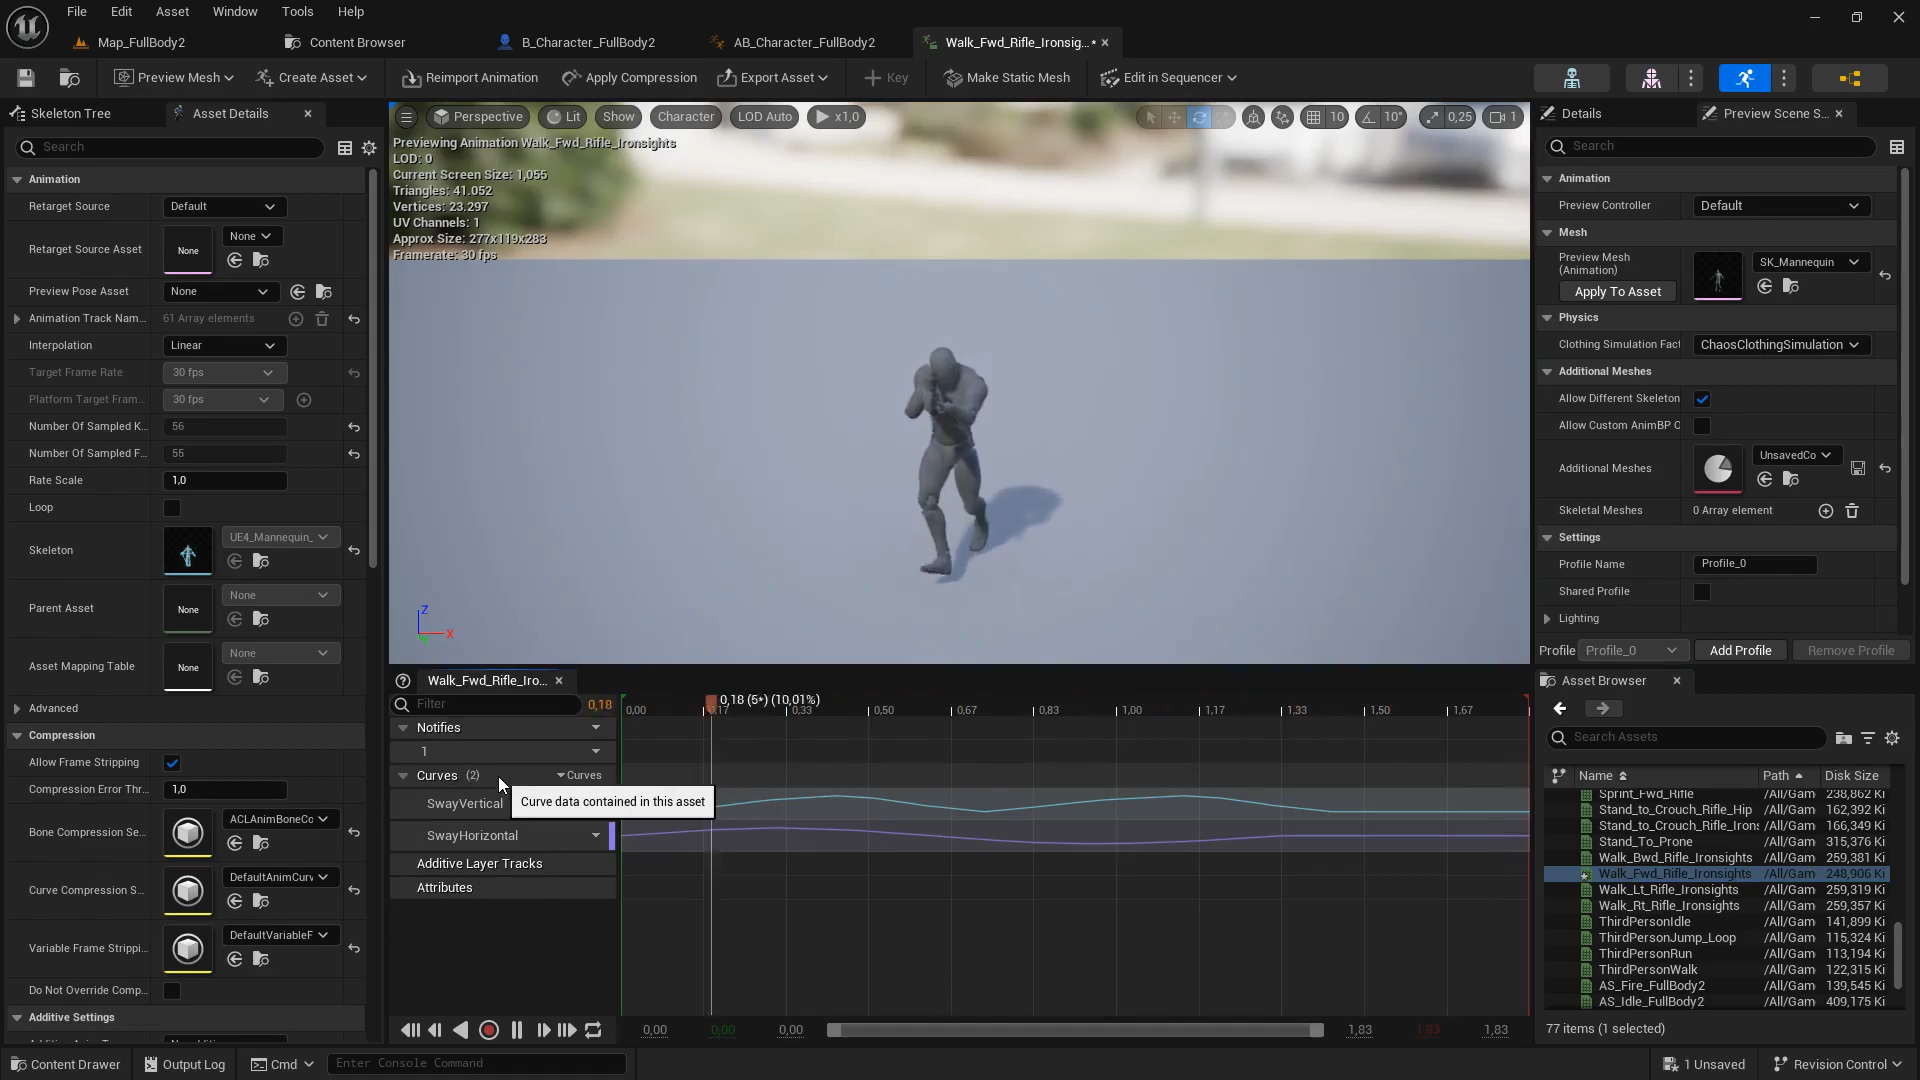 File Edit Asset Window Tools Help
Map_FullBody2 Content Browser B_Character_FullBody2 AB_Character_FullBody2 Walk_Fwd_Rifle_Ironsig...*
Preview Mesh Create Asset Reimport Animation Apply Compression Export Asset Key Make Static Mesh Edit in Sequencer
Skeleton Tree Asset Details
Search
Animation
Retarget Source Default
Retarget Source Asset None None
Preview Pose Asset None
Animation Track Nam... 61 Array elements
Interpolation Linear
Target Frame Rate 30 fps
Platform Target Fram... 30 fps
Number Of Sampled K... 56
Number Of Sampled F... 55
Rate Scale 1,0
Loop
Skeleton UE4_Mannequin_
Parent Asset None None
Asset Mapping Table None None
Advanced
Compression
Allow Frame Stripping
Compression Error Thr... 1,0
Bone Compression Se... ACLAnimBoneCo
Curve Compression S... DefaultAnimCurv
Variable Frame Strippi... DefaultVariableF
Do Not Override Comp...
Additive Settings
Perspective Lit Show Character LOD Auto x1,0 10 10° 0,25 1
Previewing Animation Walk_Fwd_Rifle_Ironsights
LOD: 0
Current Screen Size: 1,055
Triangles: 41.052
Vertices: 23.297
UV Channels: 1
Approx Size: 277x119x283
Framerate: 30 fps
Z
X
Y
Walk_Fwd_Rifle_Iro...
Filter 0,18 0,18 (5*) (10,01%)
0,00 0,17 0,33 0,50 0,67 0,83 1,00 1,17 1,33 1,50 1,67
Notifies
1
Curves (2) Curves
SwayVertical Curve data contained in this asset
SwayHorizontal
Additive Layer Tracks
Attributes
0,00 0,00 0,00 1,83 1,83 1,83
Details Preview Scene S...
Search
Animation
Preview Controller Default
Mesh
Preview Mesh
(Animation) SK_Mannequin
Apply To Asset
Physics
Clothing Simulation Fact ChaosClothingSimulation
Additional Meshes
Allow Different Skeleton
Allow Custom AnimBP O
Additional Meshes UnsavedCo
Skeletal Meshes 0 Array element
Settings
Profile Name Profile_0
Shared Profile
Lighting
Profile Profile_0 Add Profile Remove Profile
Asset Browser
Search Assets
Name Path Disk Size
Sprint_Fwd_Rifle /All/Gam 238,862 Ki
Stand_to_Crouch_Rifle_Hip /All/Gam 162,392 Ki
Stand_to_Crouch_Rifle_Irons /All/Gam 166,349 Ki
Stand_To_Prone /All/Gam 315,376 Ki
Walk_Bwd_Rifle_Ironsights /All/Gam 259,381 Ki
Walk_Fwd_Rifle_Ironsights /All/Gam 248,906 Ki
Walk_Lt_Rifle_Ironsights /All/Gam 259,319 Ki
Walk_Rt_Rifle_Ironsights /All/Gam 259,357 Ki
ThirdPersonIdle /All/Gam 141,899 Ki
ThirdPersonJump_Loop /All/Gam 115,324 Ki
ThirdPersonRun /All/Gam 113,194 Ki
ThirdPersonWalk /All/Gam 122,315 Ki
AS_Fire_FullBody2 /All/Gam 139,545 Ki
AS_Idle_FullBody2 /All/Gam 409,175 Ki
77 items (1 selected)
Content Drawer Output Log Cmd Enter Console Command 1 Unsaved Revision Control